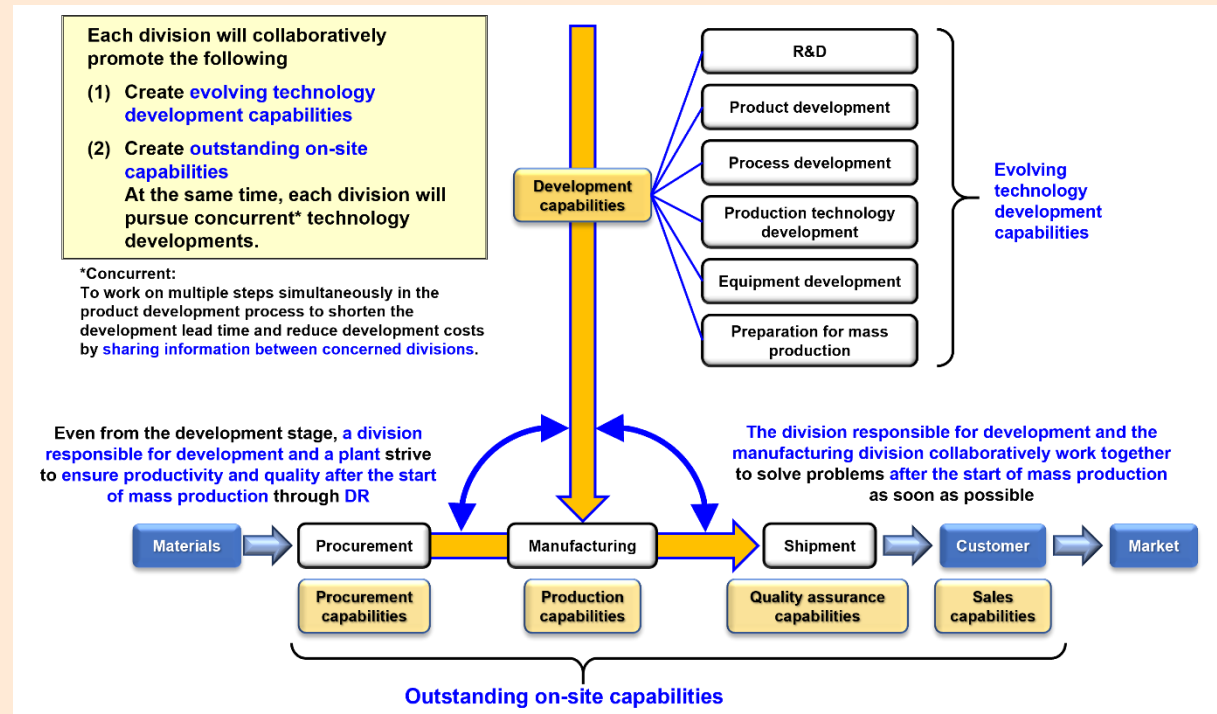 Each division will collaboratively
promote the following
(1) Create evolving technology
development capabilities
(2) Create outstanding on-site
capabilities
At the same time, each division will
pursue concurrent* technology
developments.
*Concurrent:
To work on multiple steps simultaneously in the
product development process to shorten the
development lead time and reduce development costs
by sharing information between concerned divisions.
Development
capabilities
R&D
Product development
Process development
Production technology
development
Equipment development
Preparation for mass
production
Evolving
technology
development
capabilities
Even from the development stage, a division
responsible for development and a plant strive
to ensure productivity and quality after the start
of mass production through DR
The division responsible for development and the
manufacturing division collaboratively work together
to solve problems after the start of mass production
as soon as possible
Materials
Procurement
Manufacturing
Shipment
Customer
Market
Procurement
capabilities
Production
capabilities
Quality assurance
capabilities
Sales
capabilities
Outstanding on-site capabilities